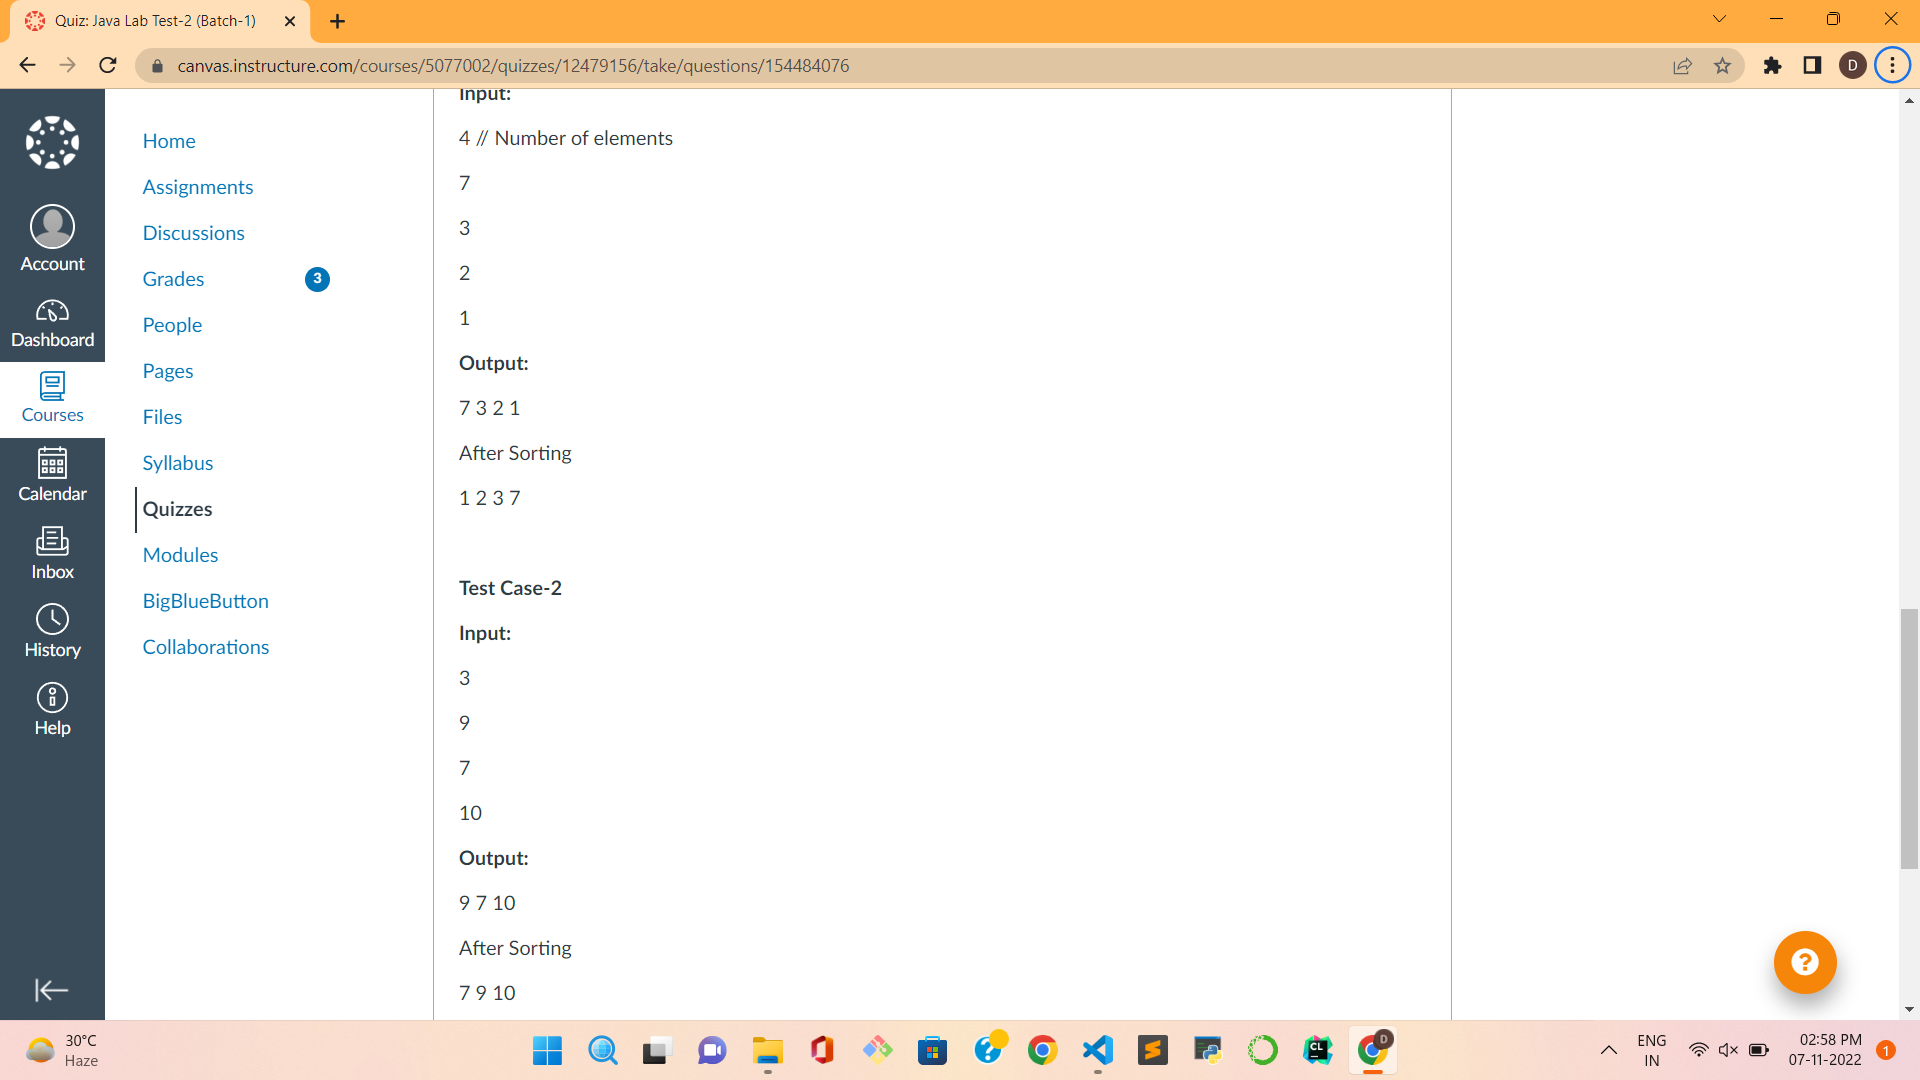 Quiz: Java Lab Test-2 (Batch-1)
canvas.instructure.com/courses/5077002/quizzes/12479156/take/questions/154484076
D
Account
Dashboard
Courses
Calendar
Inbox
History
Help
Home
Assignments
Discussions
Grades 3
People
Pages
Files
Syllabus
Quizzes
Modules
BigBlueButton
Collaborations
Input:
4 // Number of elements
7
3
2
1
Output:
7 3 2 1
After Sorting
1 2 3 7
Test Case-2
Input:
3
9
7
10
Output:
9 7 10
After Sorting
7 9 10
?
30°C
Haze
?
CL
D
ENG
IN
02:58 PM
07-11-2022
1